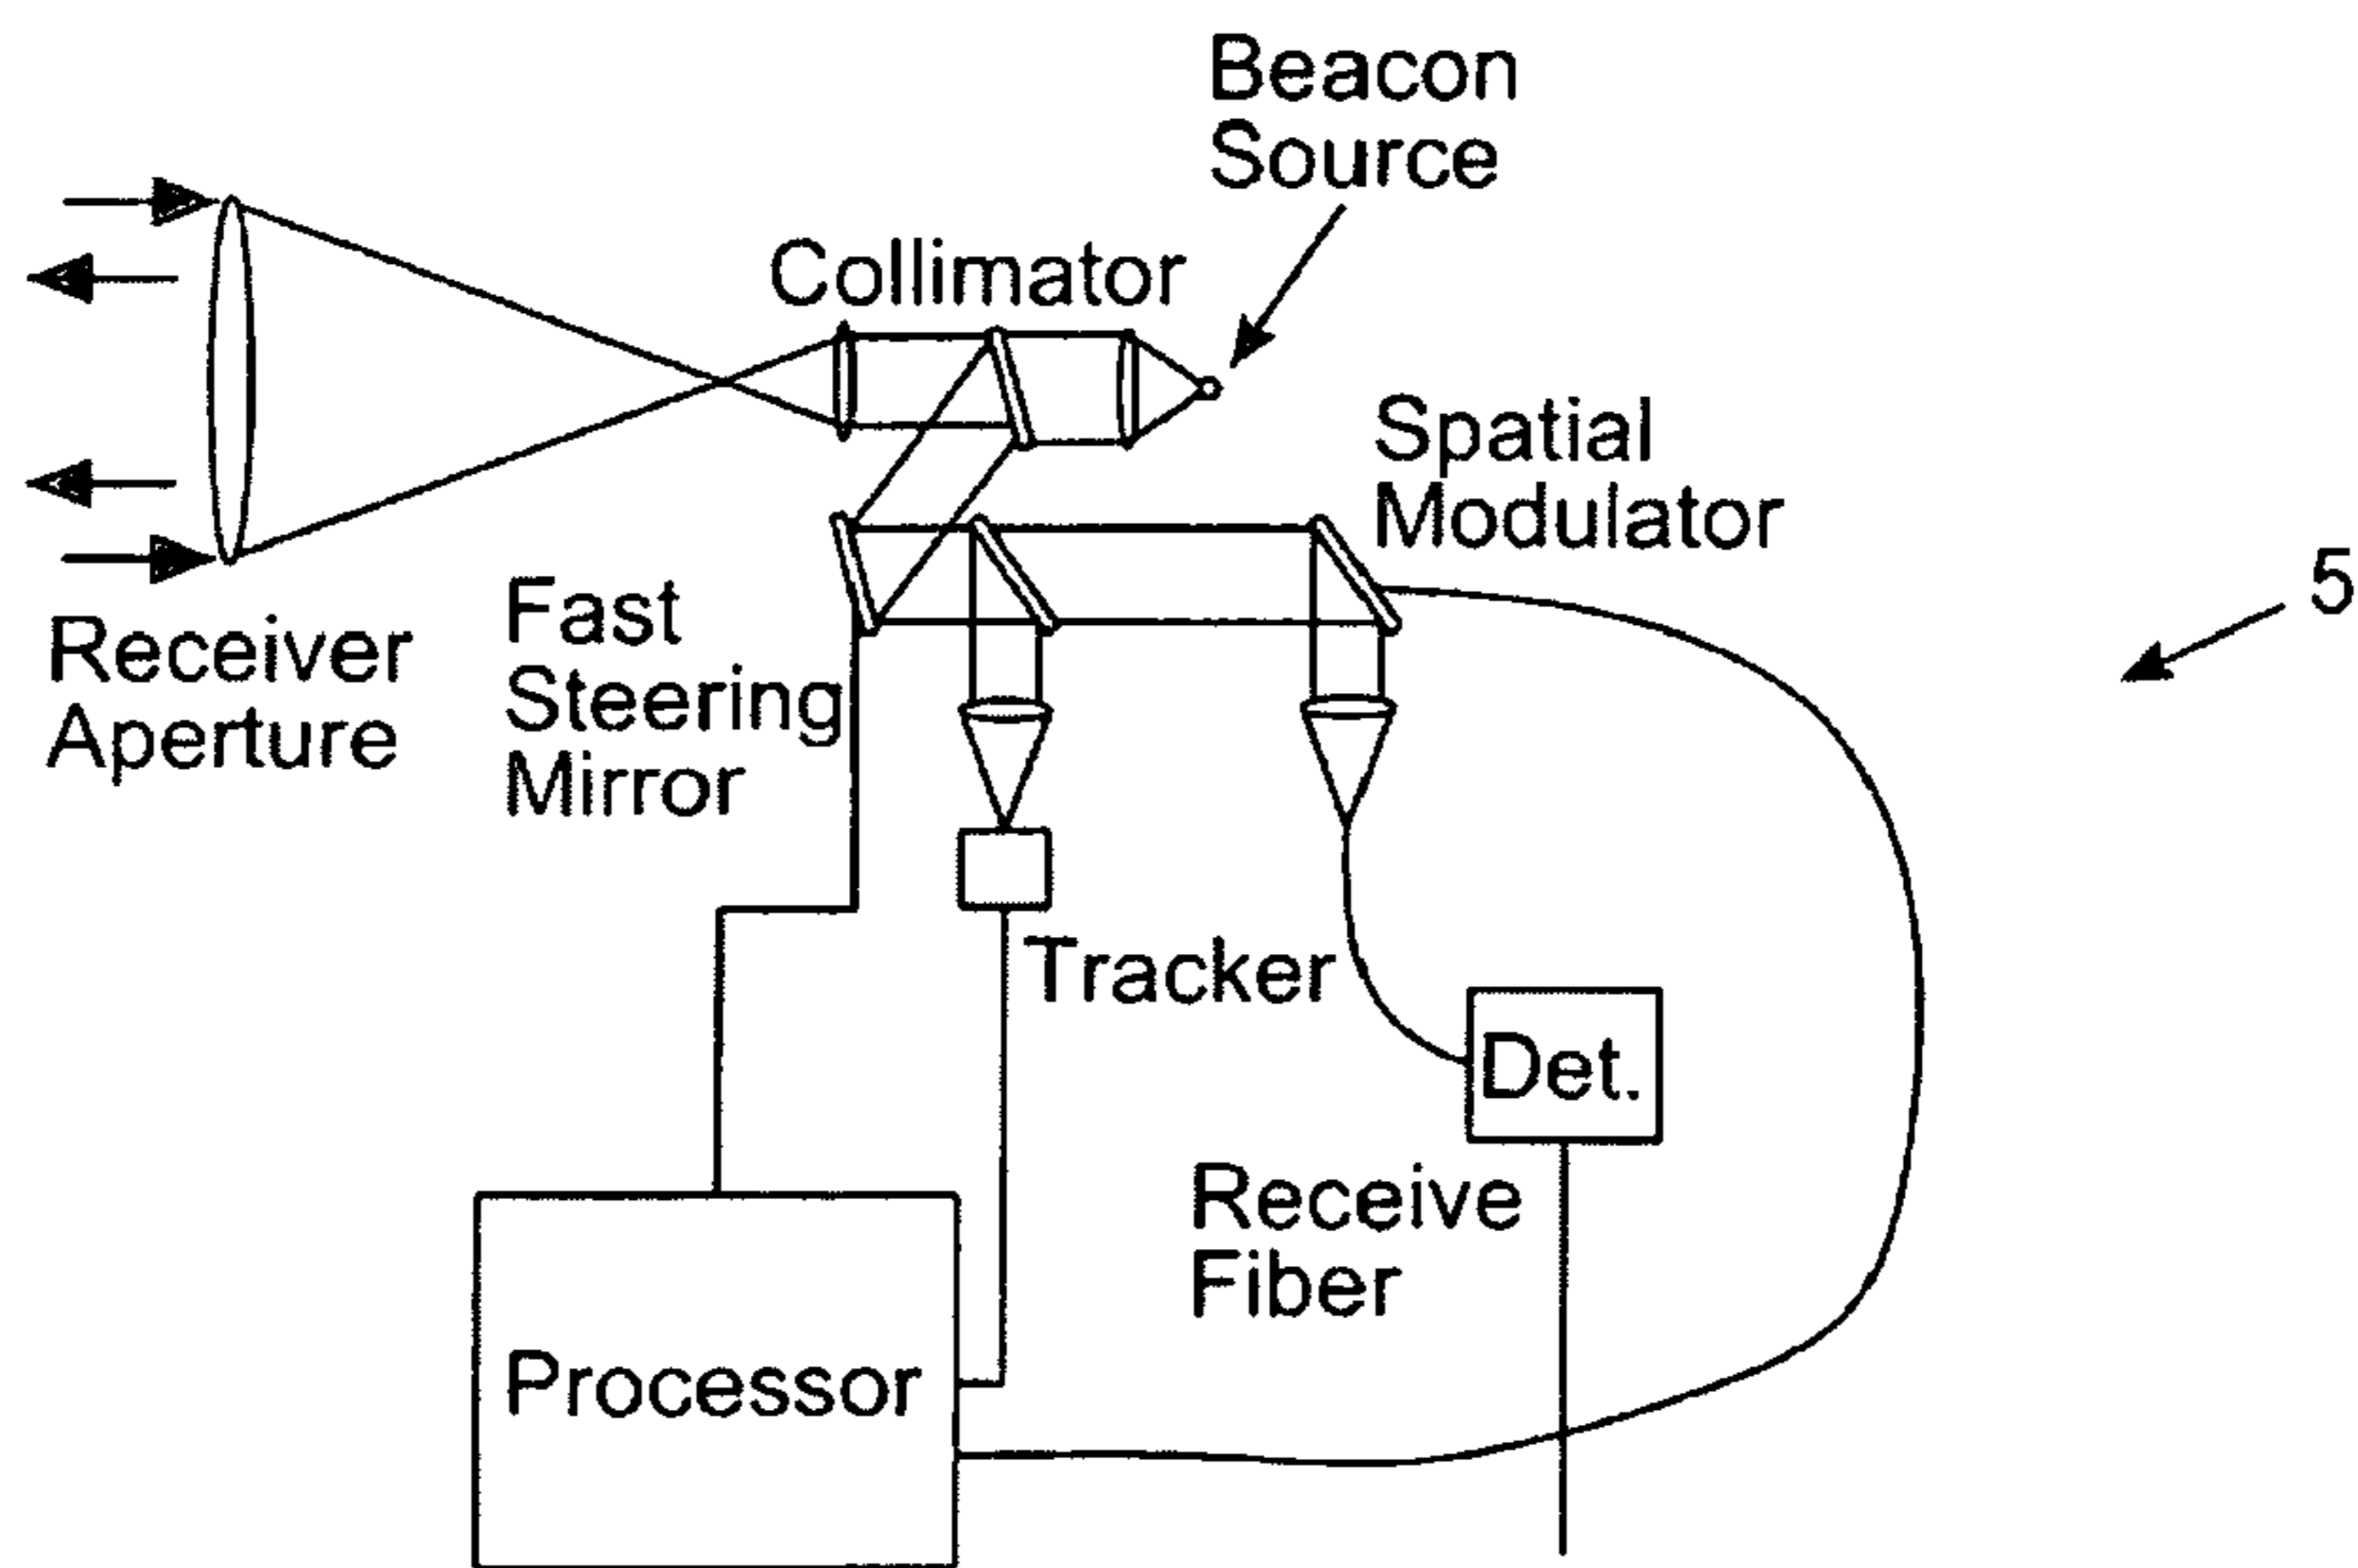 Beacon
Source
Collimator
Spatial
Modulator
5
Receiver
Aperture
Fast
Steering
Mirror
Tracker
Det.
Receive
Fiber
Processor